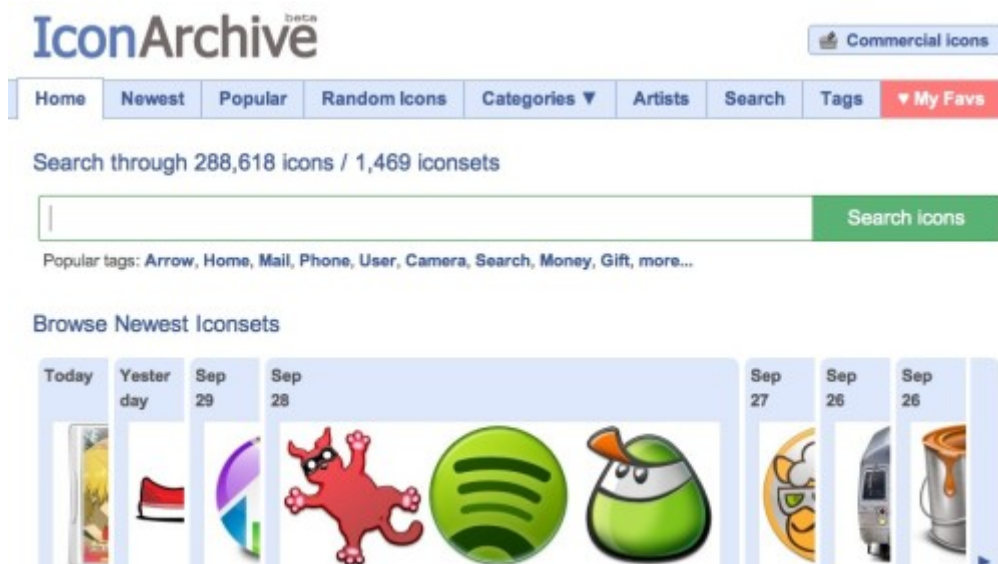 IconArchive beta
Commercial icons
Home Newest Popular Random Icons Categories ▼ Artists Search Tags ♥ My Favs
Search through 288,618 icons / 1,469 iconsets
Search icons
Popular tags: Arrow, Home, Mail, Phone, User, Camera, Search, Money, Gift, more...
Browse Newest Iconsets
Today Yester Sep Sep Sep Sep Sep
day 29 28 27 26 26